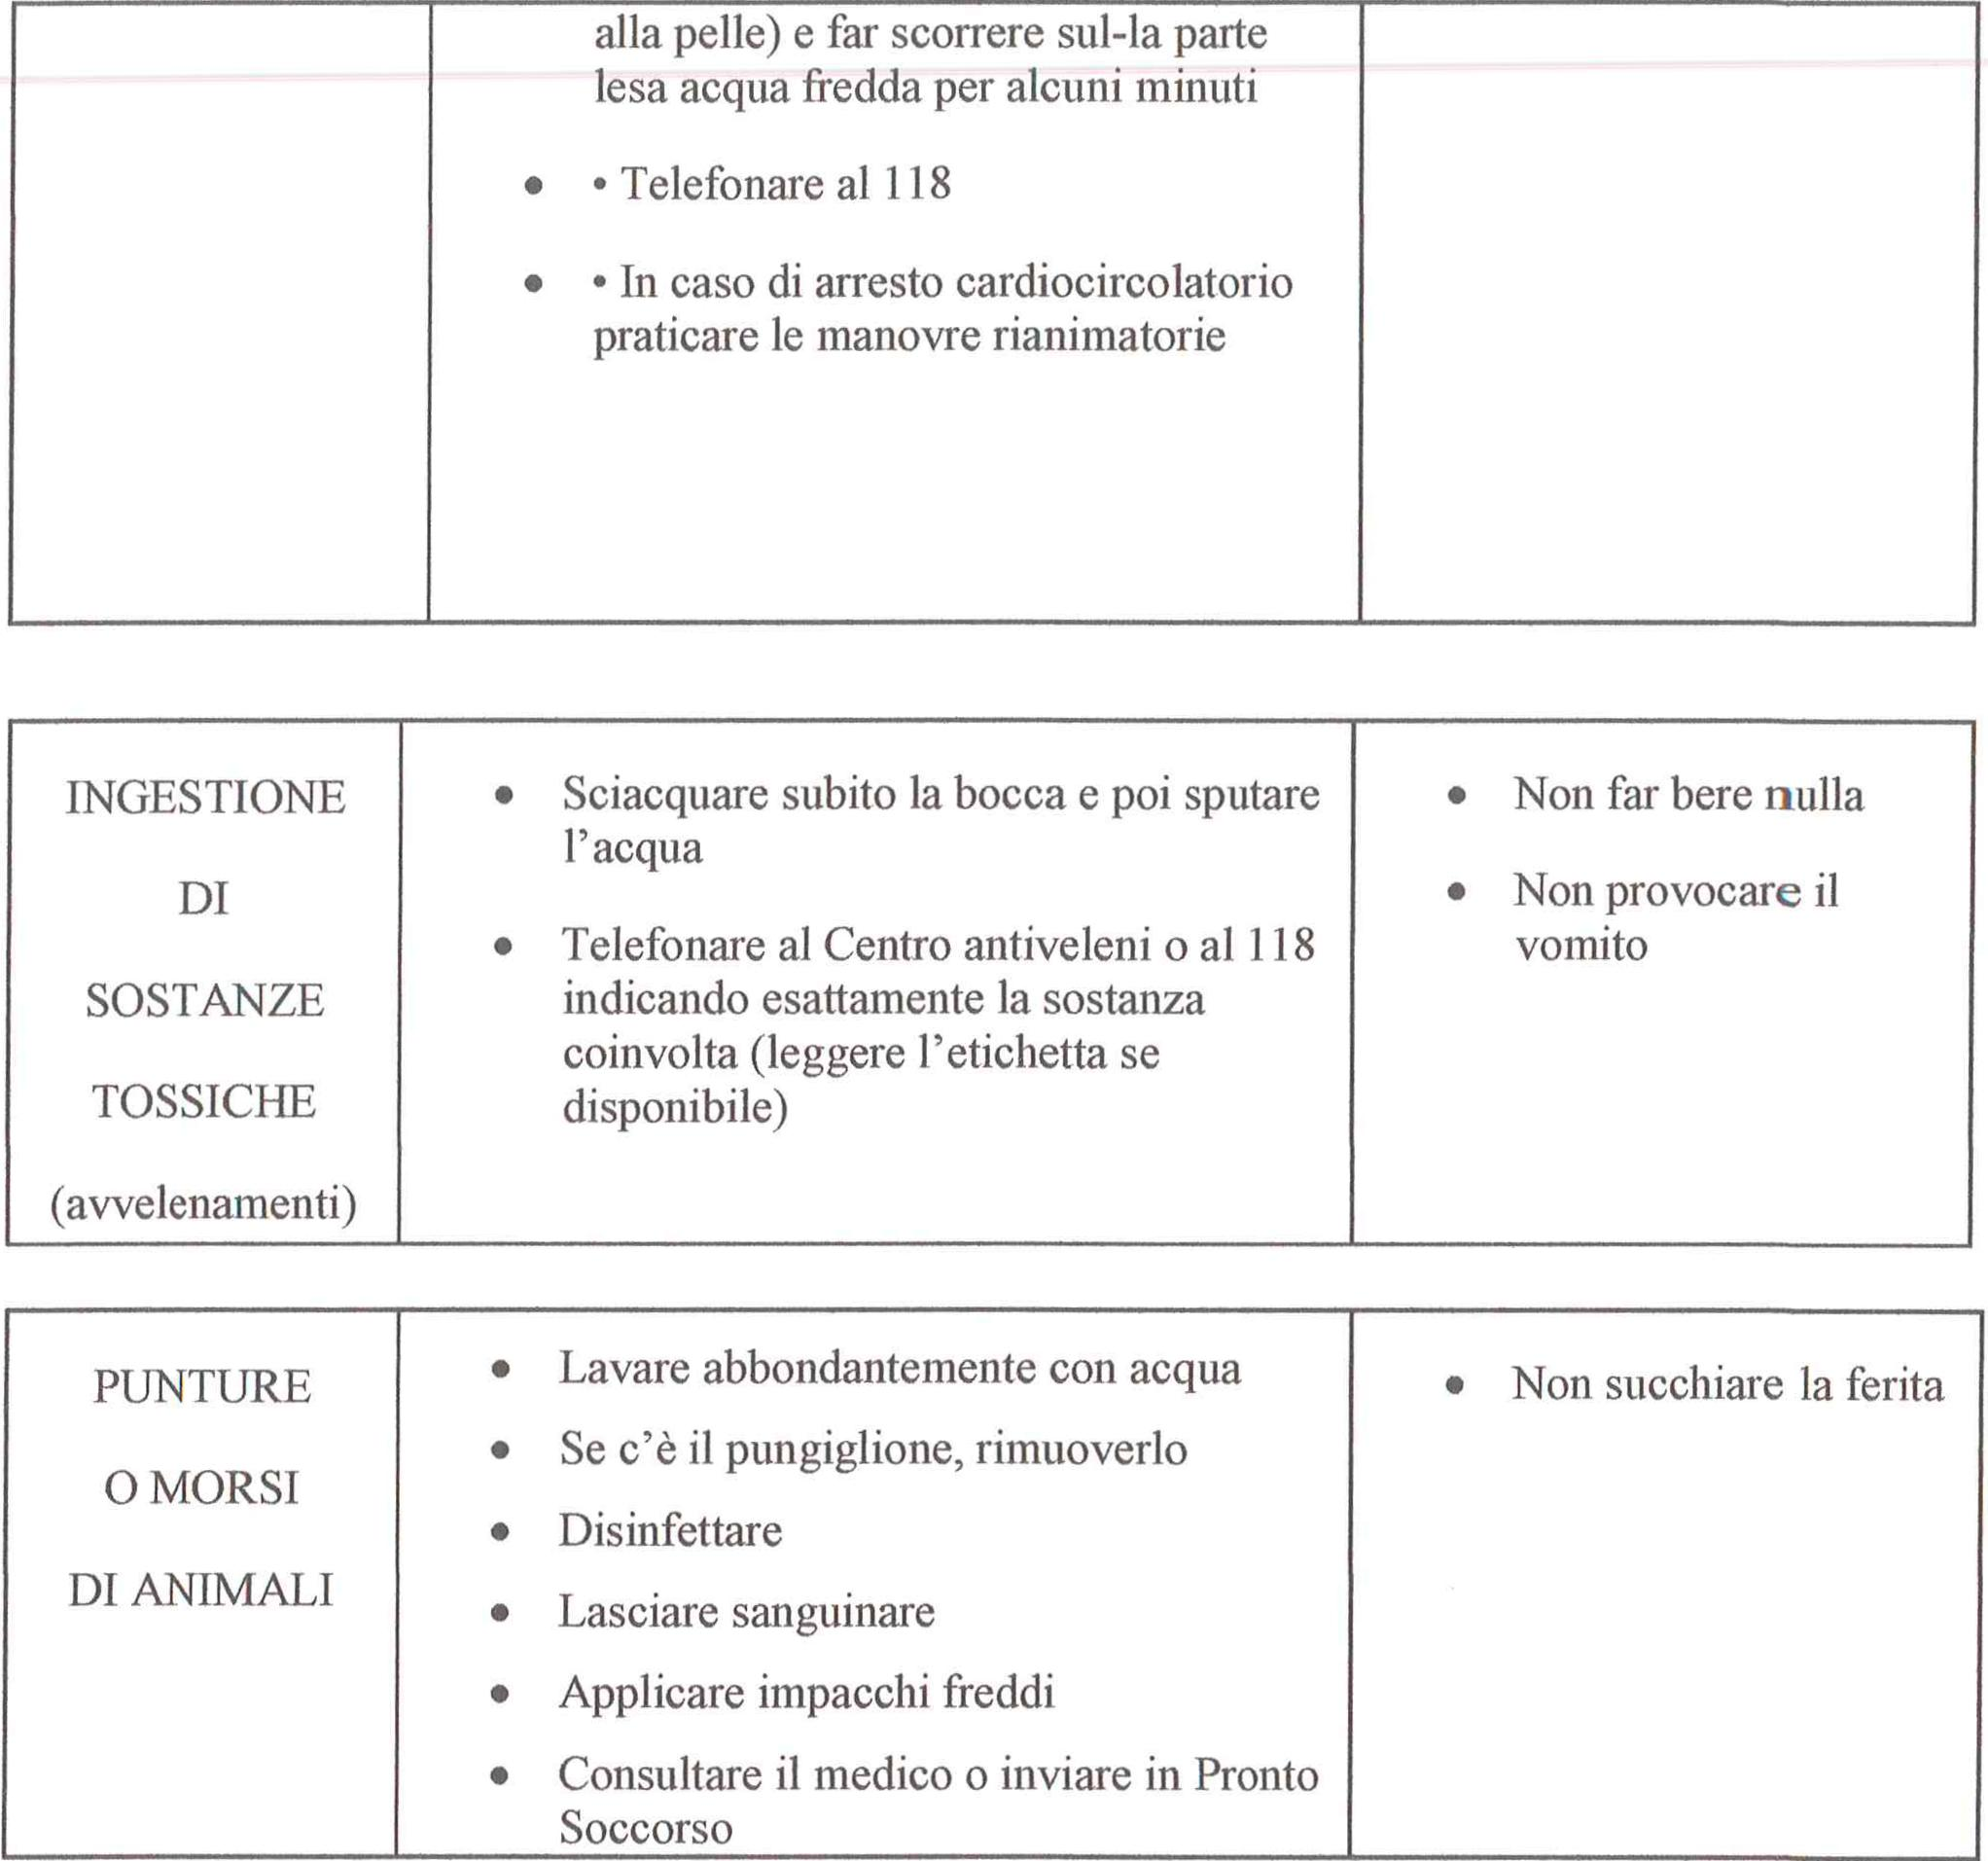 alla pelle) e far scorrere sul-la parte
lesa acqua fredda per alcuni minuti
• • Telefonare al 118
• • In caso di arresto cardiocircolatorio
praticare le manovre rianimatorie
INGESTIONE
DI
SOSTANZE
TOSSICHE
(avvelenamenti)
• Sciacquare subito la bocca e poi sputare
l’acqua
• Telefonare al Centro antiveleni o al 118
indicando esattamente la sostanza
coinvolta (leggere l’etichetta se
disponibile)
• Non far bere nulla
• Non provocare il
vomito
PUNTURE
O MORSI
DI ANIMALI
• Lavare abbondantemente con acqua
• Se c’è il pungiglione, rimuoverlo
• Disinfettare
• Lasciare sanguinare
• Applicare impacchi freddi
• Consultare il medico o inviare in Pronto
Soccorso
• Non succhiare la ferita